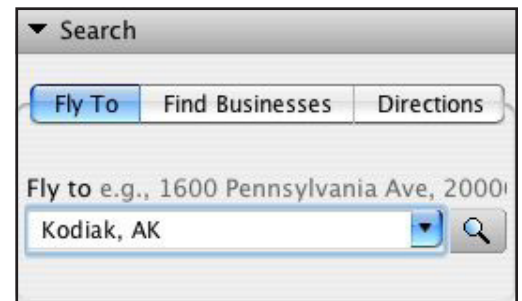 Search
Fly To Find Businesses Directions
Fly to e.g., 1600 Pennsylvania Ave, 2000
Kodiak, AK